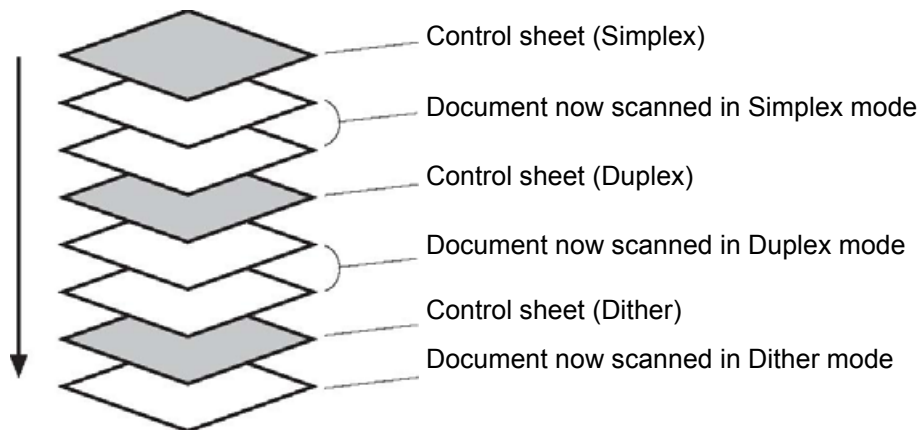 Control sheet (Simplex)
Document now scanned in Simplex mode
Control sheet (Duplex)
Document now scanned in Duplex mode
Control sheet (Dither)
Document now scanned in Dither mode